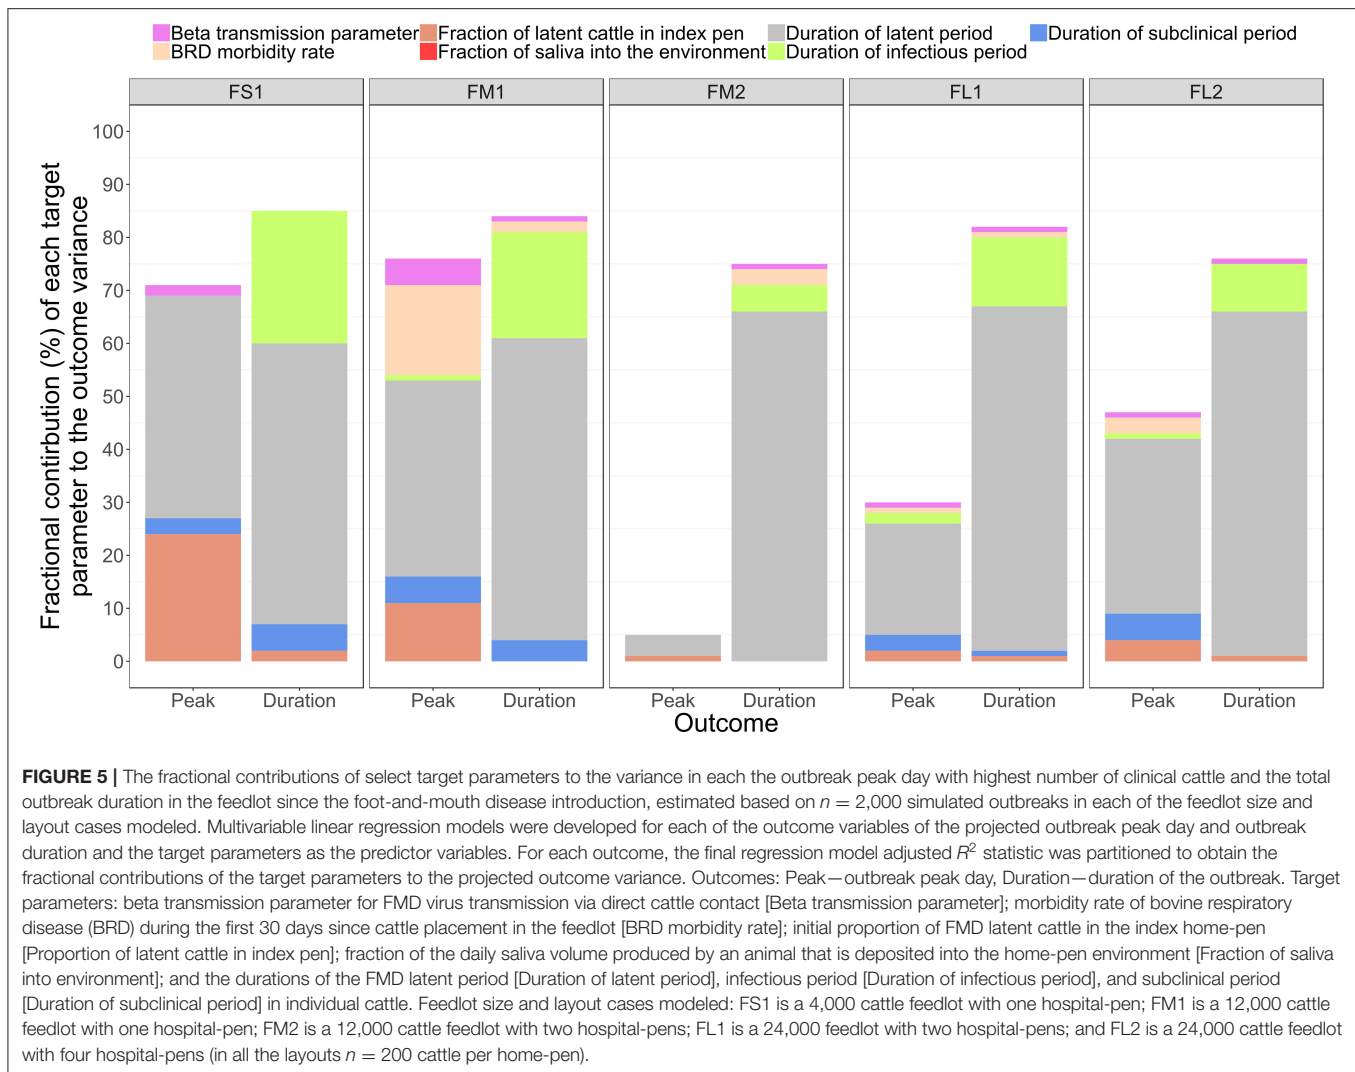 Beta transmission parameter Fraction of latent cattle in index pen Duration of latent period Duration of subclinical period
BRD morbidity rate Fraction of saliva into the environment Duration of infectious period
FS1 FM1 FM2 FL1 FL2
Fractional contirbution (%) of each target
parameter to the outcome variance
100
90
80
70
60
50
40
30
20
10
0
Peak Duration Peak Duration Peak Duration Peak Duration Peak Duration
Outcome
FIGURE 5 | The fractional contributions of select target parameters to the variance in each the outbreak peak day with highest number of clinical cattle and the total
outbreak duration in the feedlot since the foot-and-mouth disease introduction, estimated based on n = 2,000 simulated outbreaks in each of the feedlot size and
layout cases modeled. Multivariable linear regression models were developed for each of the outcome variables of the projected outbreak peak day and outbreak
duration and the target parameters as the predictor variables. For each outcome, the final regression model adjusted R² statistic was partitioned to obtain the
fractional contributions of the target parameters to the projected outcome variance. Outcomes: Peak—outbreak peak day, Duration—duration of the outbreak. Target
parameters: beta transmission parameter for FMD virus transmission via direct cattle contact [Beta transmission parameter]; morbidity rate of bovine respiratory
disease (BRD) during the first 30 days since cattle placement in the feedlot [BRD morbidity rate]; initial proportion of FMD latent cattle in the index home-pen
[Proportion of latent cattle in index pen]; fraction of the daily saliva volume produced by an animal that is deposited into the home-pen environment [Fraction of saliva
into environment]; and the durations of the FMD latent period [Duration of latent period], infectious period [Duration of infectious period], and subclinical period
[Duration of subclinical period] in individual cattle. Feedlot size and layout cases modeled: FS1 is a 4,000 cattle feedlot with one hospital-pen; FM1 is a 12,000 cattle
feedlot with one hospital-pen; FM2 is a 12,000 cattle feedlot with two hospital-pens; FL1 is a 24,000 feedlot with two hospital-pens; and FL2 is a 24,000 cattle feedlot
with four hospital-pens (in all the layouts n = 200 cattle per home-pen).